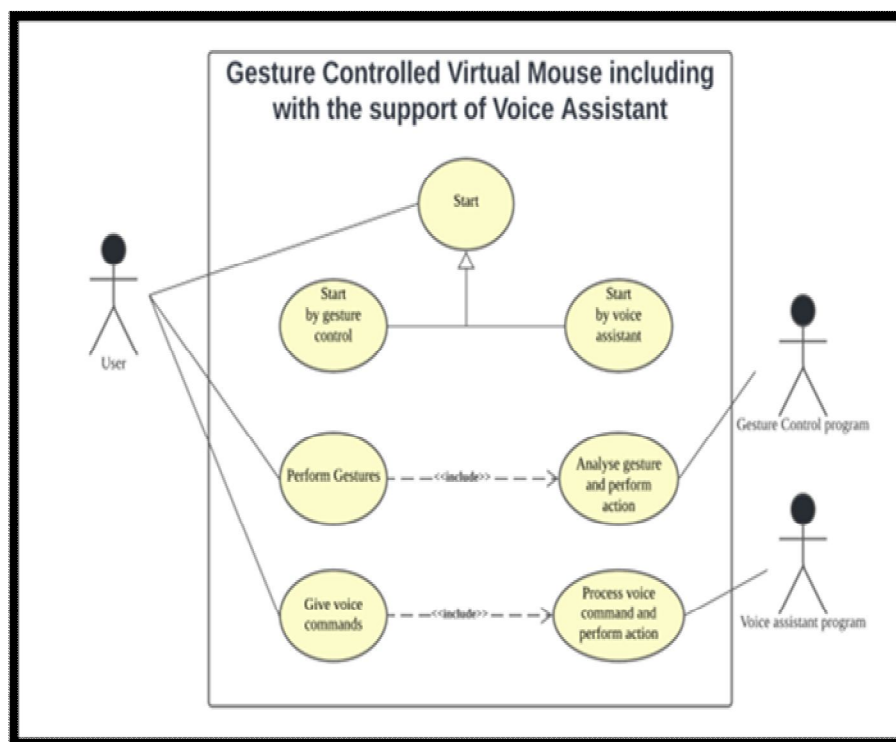 Gesture Controlled Virtual Mouse including
with the support of Voice Assistant
Start
Start
by gesture
control
Start
by voice
assistant
User
Gesture Control program
Perform Gestures
<<include>>
Analyse gesture
and perform
action
Give voice
commands
<<include>>
Process voice
command and
perform action
Voice assistant program